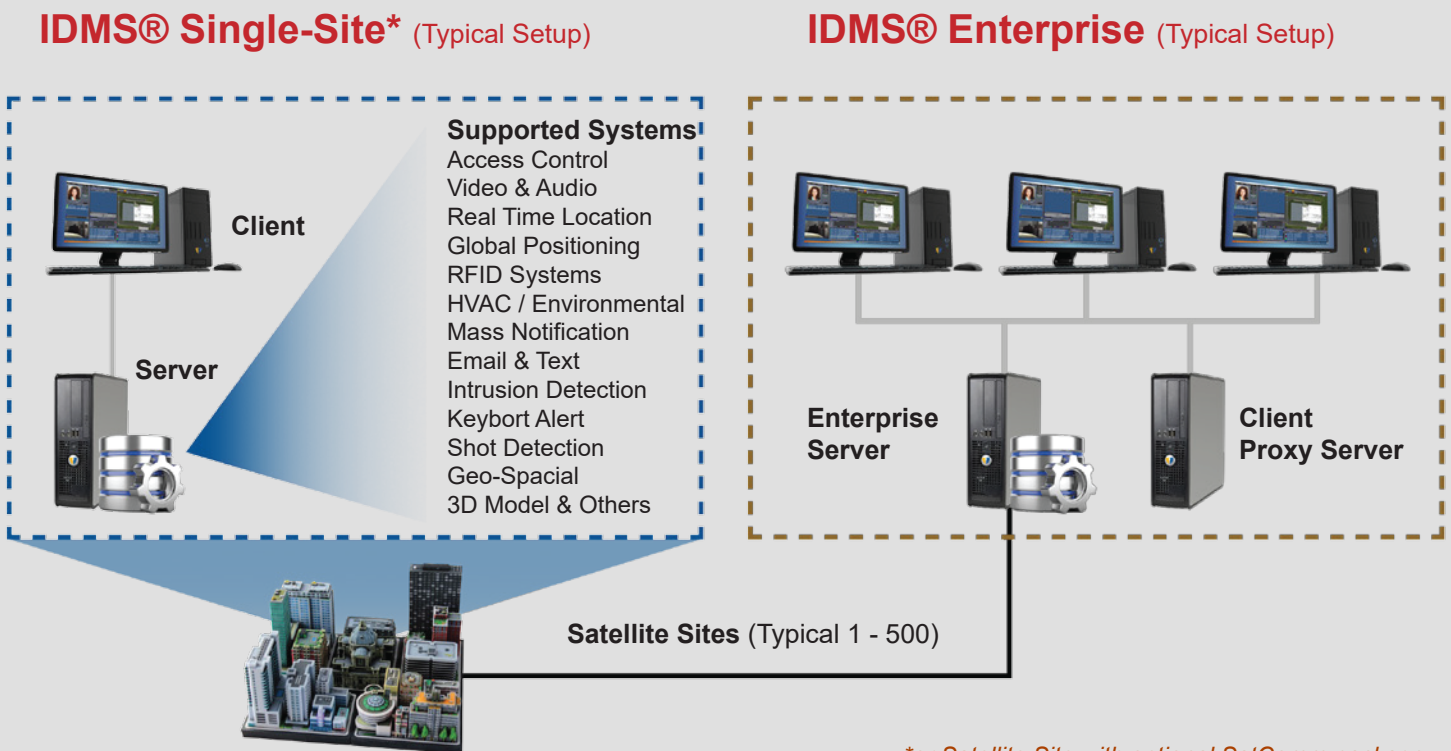 IDMS® Single-Site* (Typical Setup)
IDMS® Enterprise (Typical Setup)
Client
Server
Supported Systems
Access Control
Video & Audio
Real Time Location
Global Positioning
RFID Systems
HVAC / Environmental
Mass Notification
Email & Text
Intrusion Detection
Keybort Alert
Shot Detection
Geo-Spacial
3D Model & Others
Enterprise
Server
Client
Proxy Server
Satellite Sites (Typical 1 - 500)